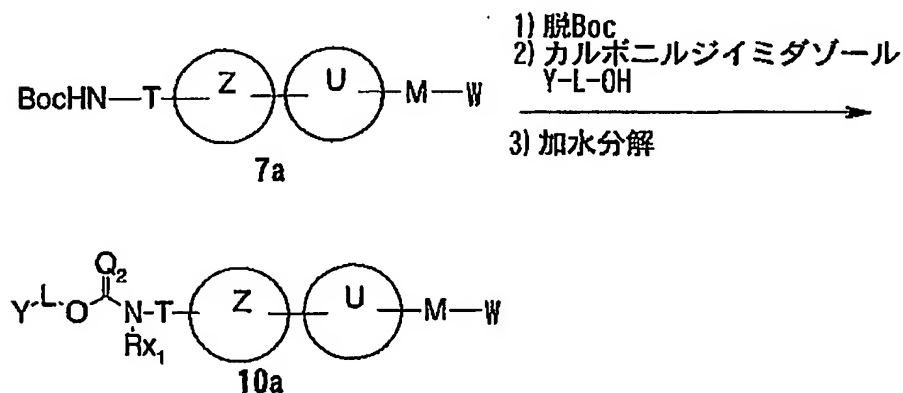 1) 脱Boc
2) カルボニルジイミダゾール
Y-L-OH
3) 加水分解
BocHN—T
Z
U
M—W
7a
Q2
Y-L-O
N-T
Rx1
Z
U
M—W
10a